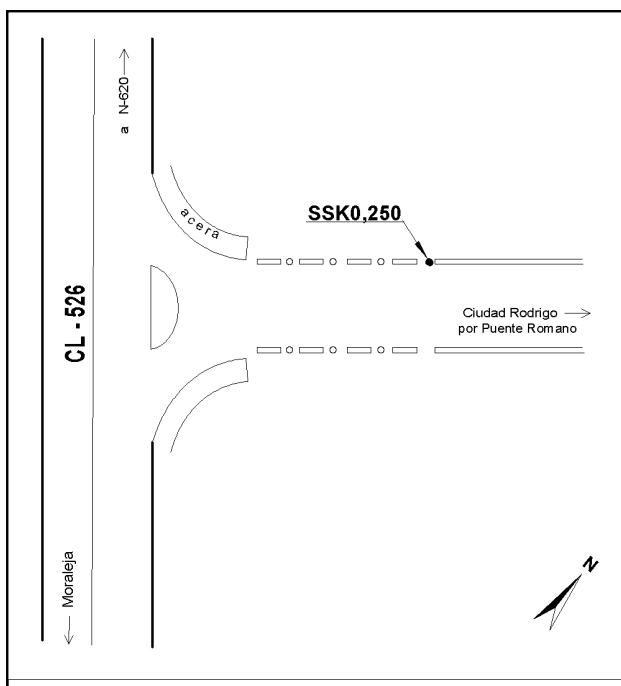 a N-620
acera
SSK0,250
CL - 526
Ciudad Rodrigo
por Puente Romano
Moraleja
N